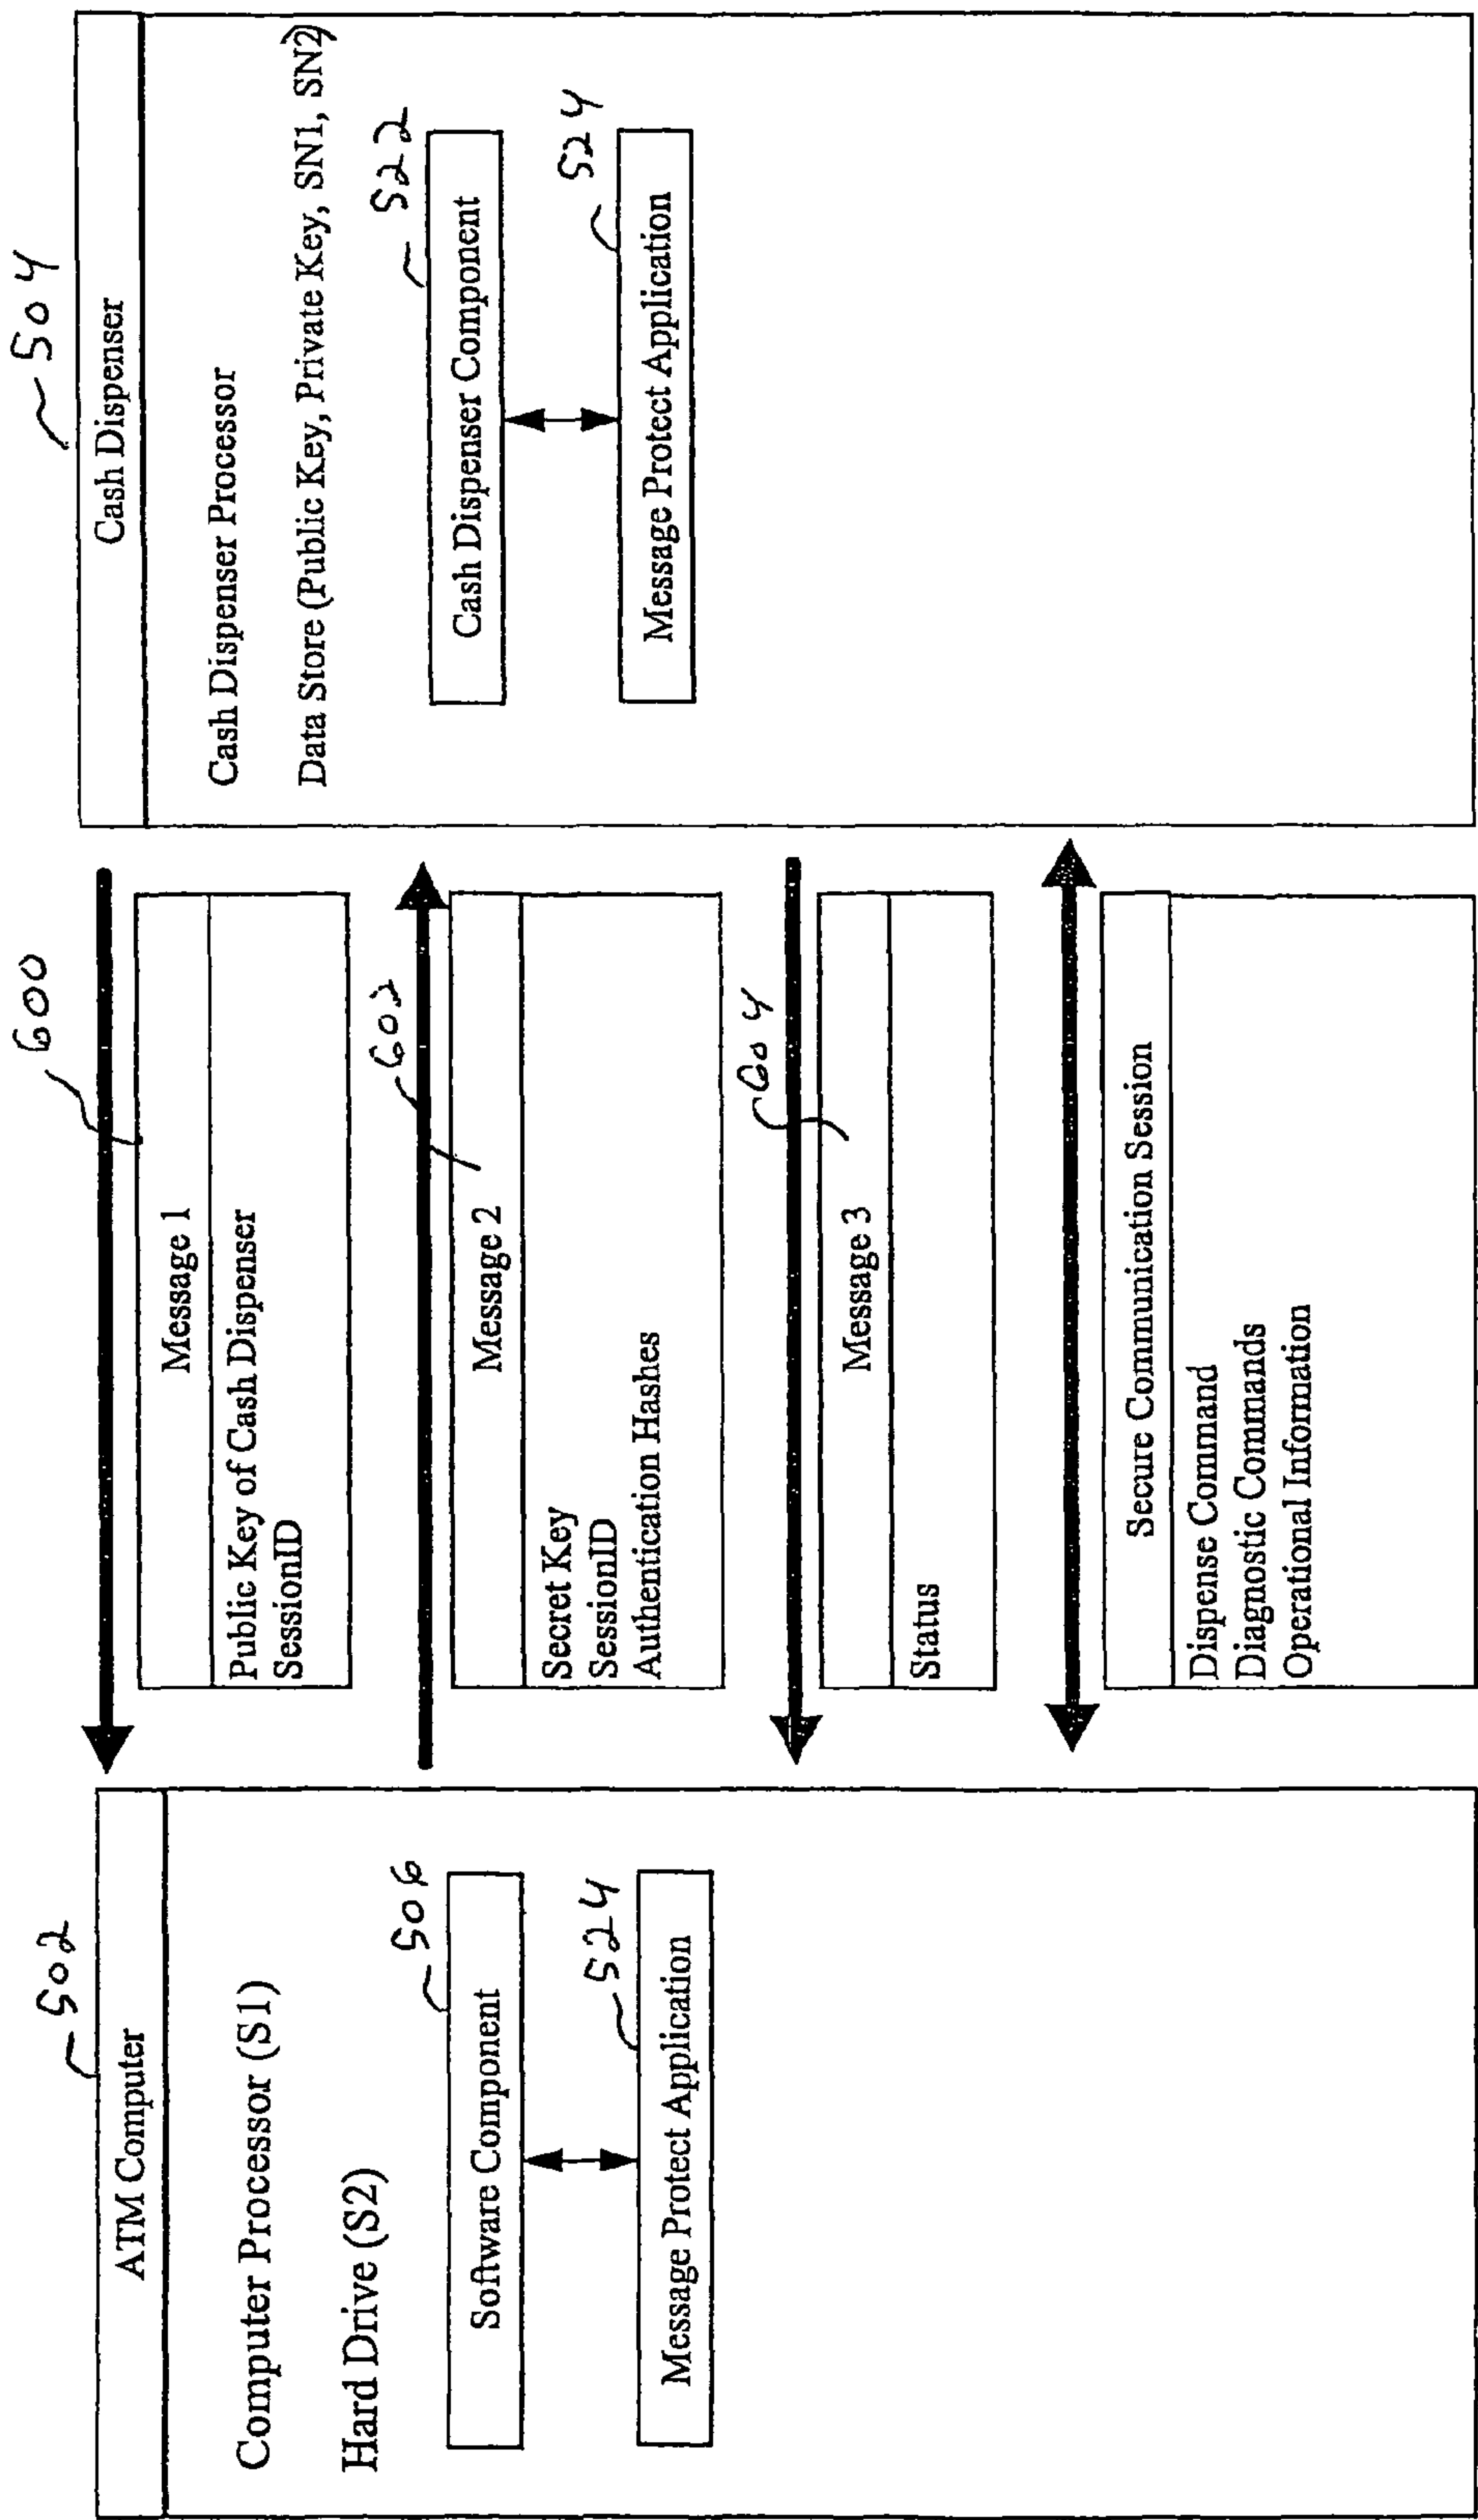 502
ATM Computer
Computer Processor (S1)
Hard Drive (S2)
506
Software Component
524
Message Protect Application
600
Message 1
Public Key of Cash Dispenser
SessionID
602
Message 2
Secret Key
SessionID
Authentication Hashes
604
Message 3
Status
Secure Communication Session
Dispense Command
Diagnostic Commands
Operational Information
504
Cash Dispenser
Cash Dispenser Processor
Data Store (Public Key, Private Key, SN1, SN2)
522
Cash Dispenser Component
524
Message Protect Application